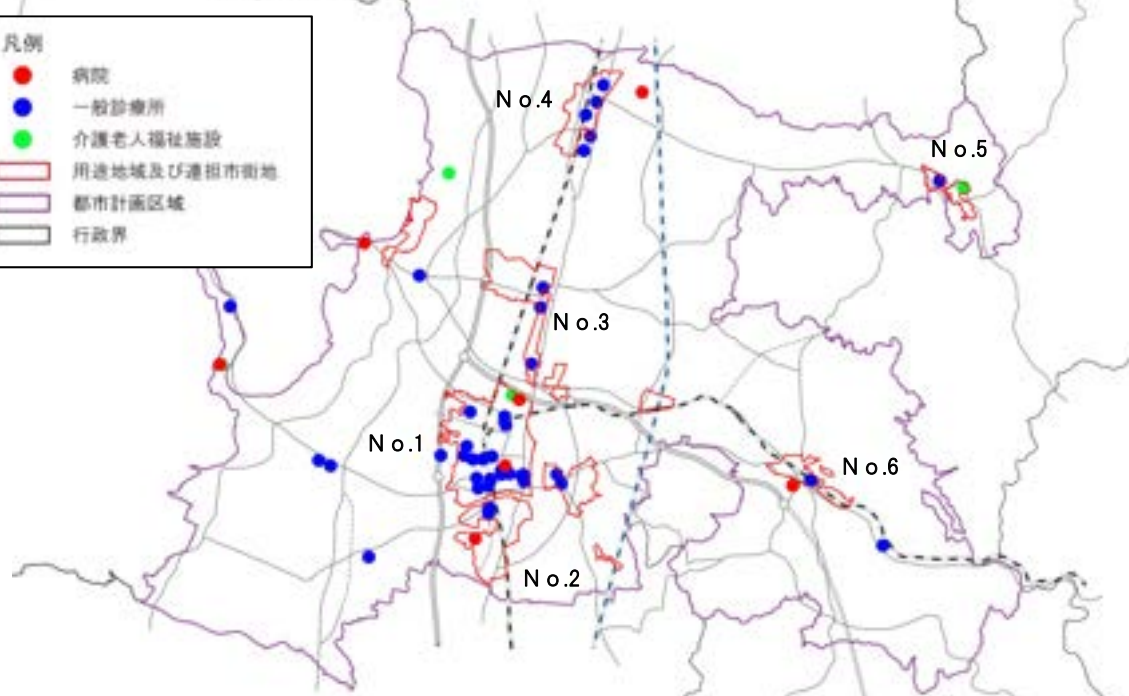 凡例
病院
一般診療所
介護老人福祉施設
用途地域及び連担市街地
都市計画区域
行政界
No.4
No.5
No.3
No.1
No.6
No.2